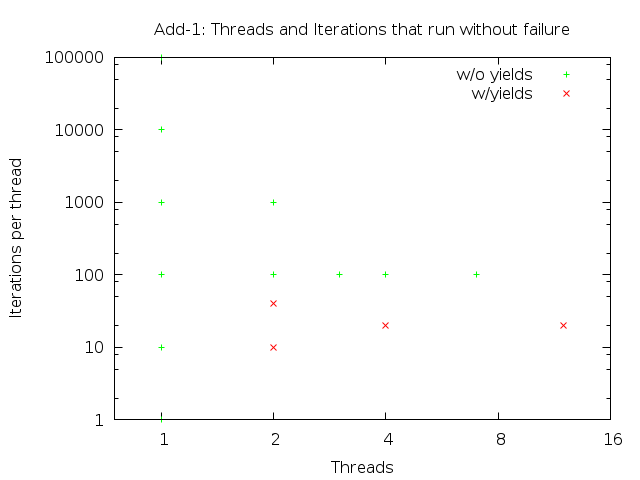 Add-1: Threads and Iterations that run without failure
w/o yields
w/yields
Iterations per thread
100000
10000
1000
100
10
1
1 2 4 8 16
Threads